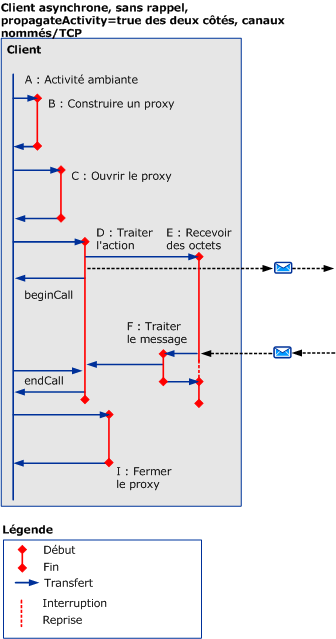 Client asynchrone, sans rappel,
propagateActivity=true des deux côtés, canaux
nommés/TCP
Client
A : Activité ambiante
B : Construire un proxy
C : Ouvrir le proxy
D : Traiter
l'action
E : Recevoir
des octets
beginCall
F : Traiter
le message
endCall
I : Fermer
le proxy
Légende
Début
Fin
Transfert
Interruption
Reprise